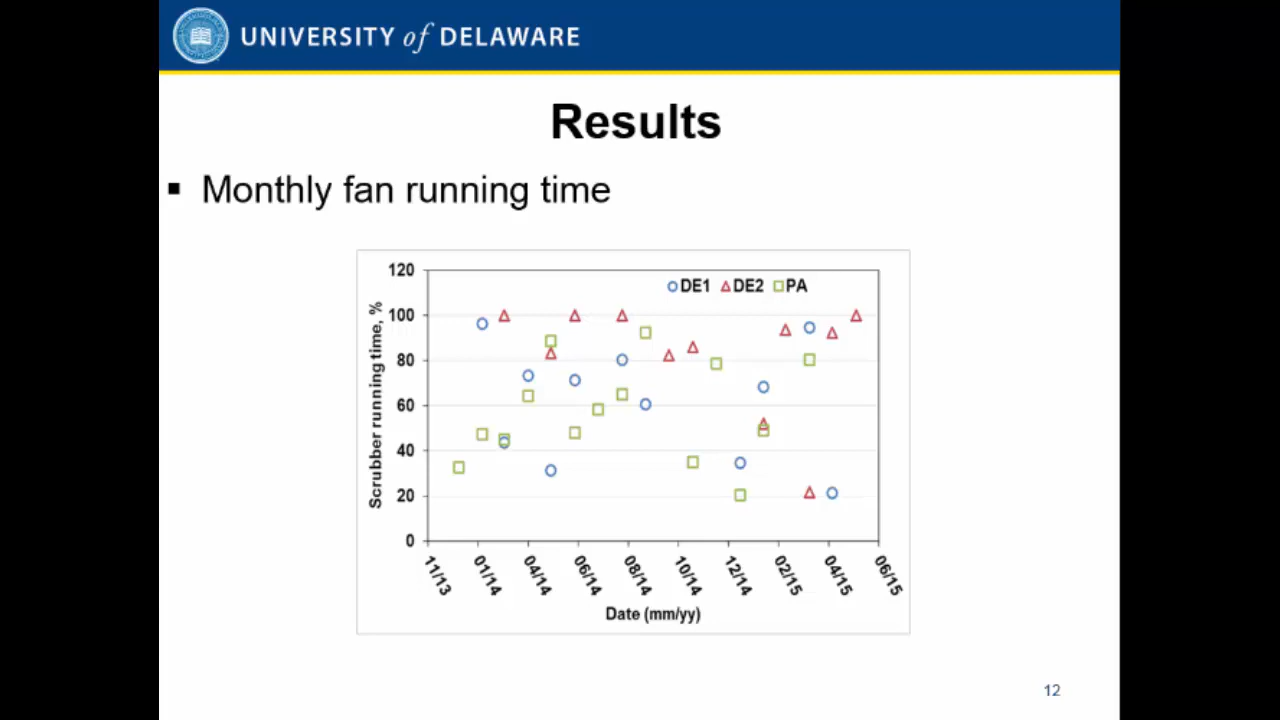 UNIVERSITY of DELAWARE
Results
▪ Monthly fan running time
DE1 DE2 PA
Scrubber running time, %
120
100
80
60
40
20
0
11/13 01/14 04/14 06/14 08/14 10/14 12/14 02/15 04/15 06/15
Date (mm/yy)
12